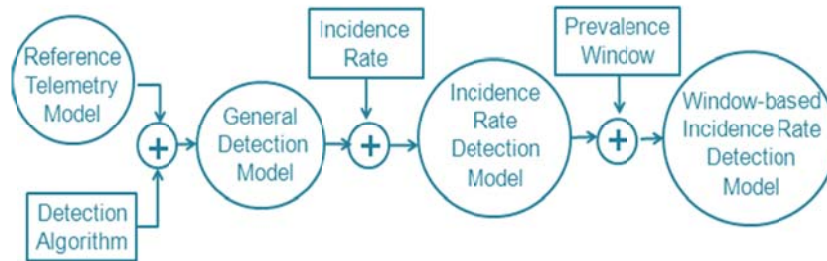 Reference
Telemetry
Model
Detection
Algorithm
+
General
Detection
Model
Incidence
Rate
+
Incidence
Rate
Detection
Model
Prevalence
Window
+
Window-based
Incidence Rate
Detection
Model